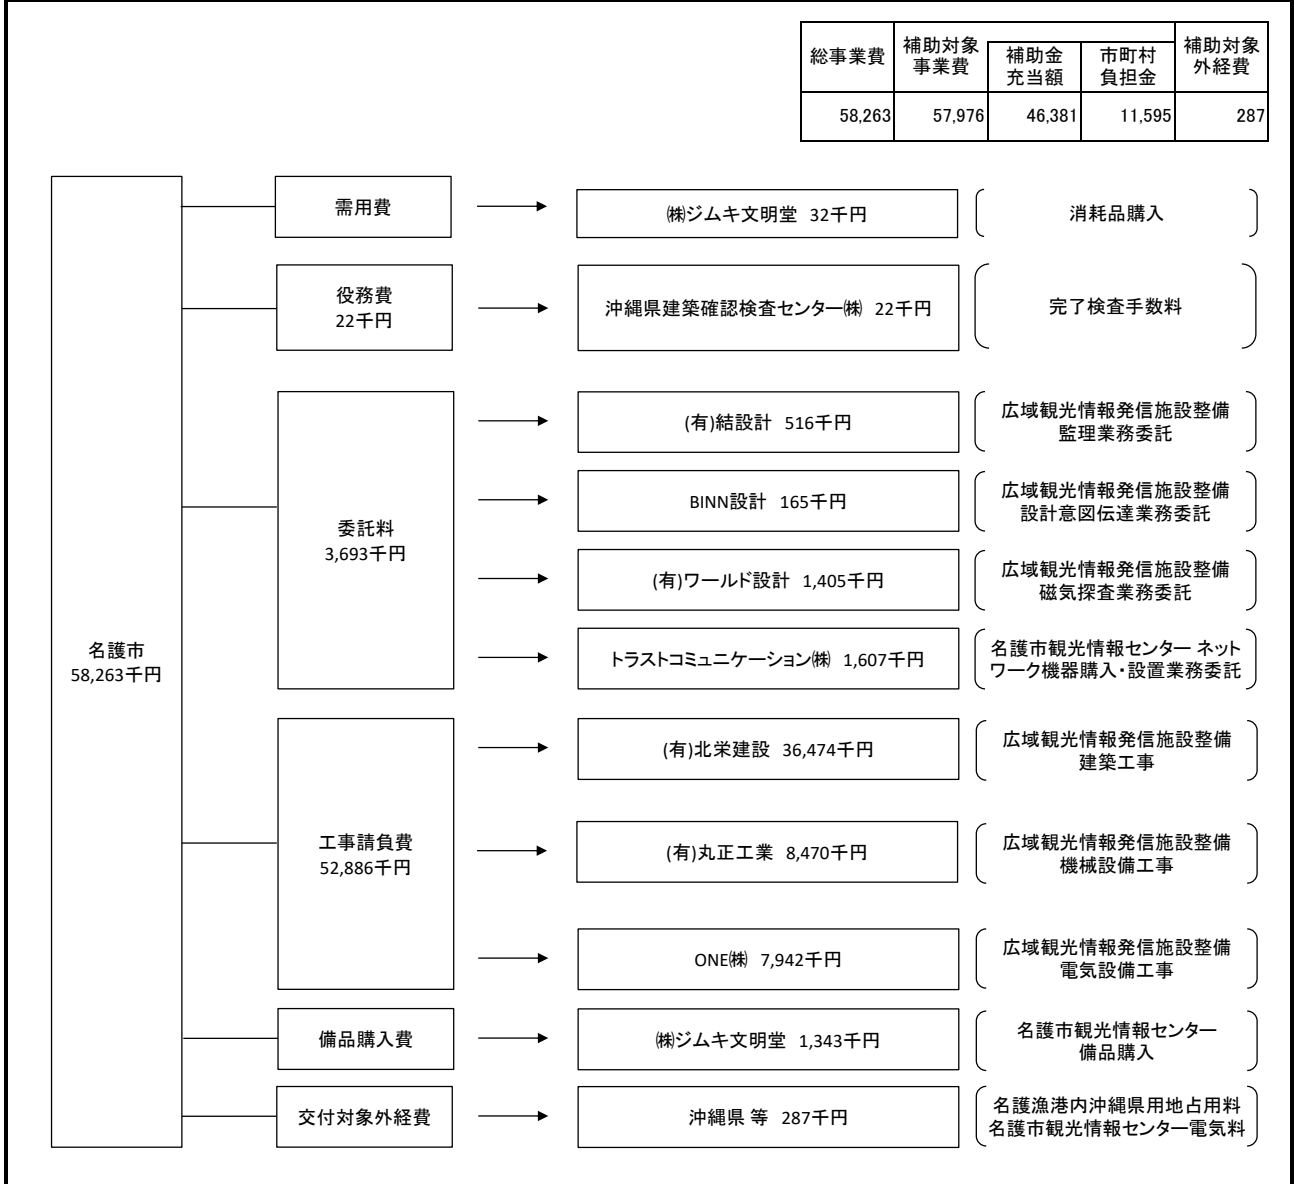 総事業費
補助対象
事業費
補助金
充当額
市町村
負担金
補助対象
外経費
58,263 57,976 46,381 11,595 287
名護市
58,263千円
需用費
㈱ジムキ文明堂 32千円
消耗品購入
役務費
22千円
沖縄県建築確認検査センター㈱ 22千円
完了検査手数料
委託料
3,693千円
(有)結設計 516千円
広域観光情報発信施設整備
監理業務委託
BINN設計 165千円
広域観光情報発信施設整備
設計意図伝達業務委託
(有)ワールド設計 1,405千円
広域観光情報発信施設整備
磁気探査業務委託
トラストコミュニケーション㈱ 1,607千円
名護市観光情報センター ネット
ワーク機器購入・設置業務委託
工事請負費
52,886千円
(有)北栄建設 36,474千円
広域観光情報発信施設整備
建築工事
(有)丸正工業 8,470千円
広域観光情報発信施設整備
機械設備工事
ONE㈱ 7,942千円
広域観光情報発信施設整備
電気設備工事
備品購入費
㈱ジムキ文明堂 1,343千円
名護市観光情報センター
備品購入
交付対象外経費
沖縄県 等 287千円
名護漁港内沖縄県用地占用料
名護市観光情報センター電気料